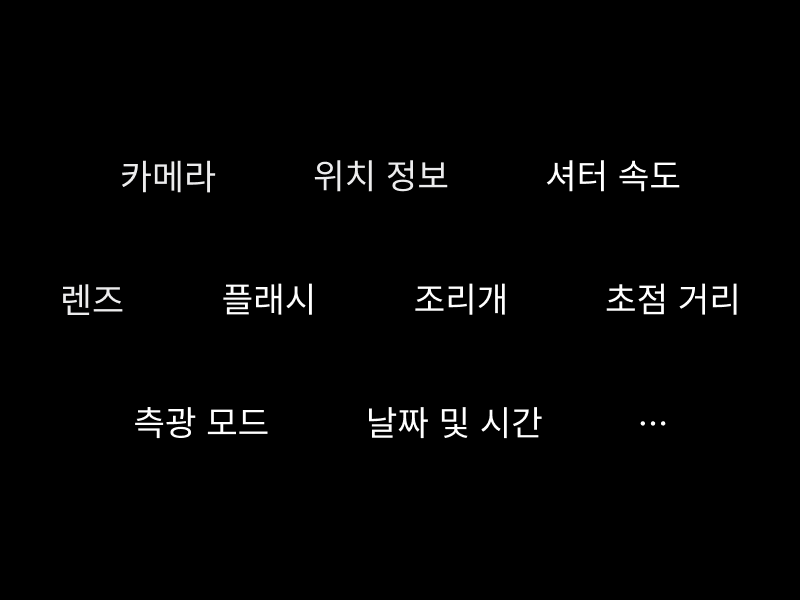 카메라 위치 정보 셔터 속도
렌즈 플래시 조리개 초점 거리
측광 모드 날짜 및 시간 …